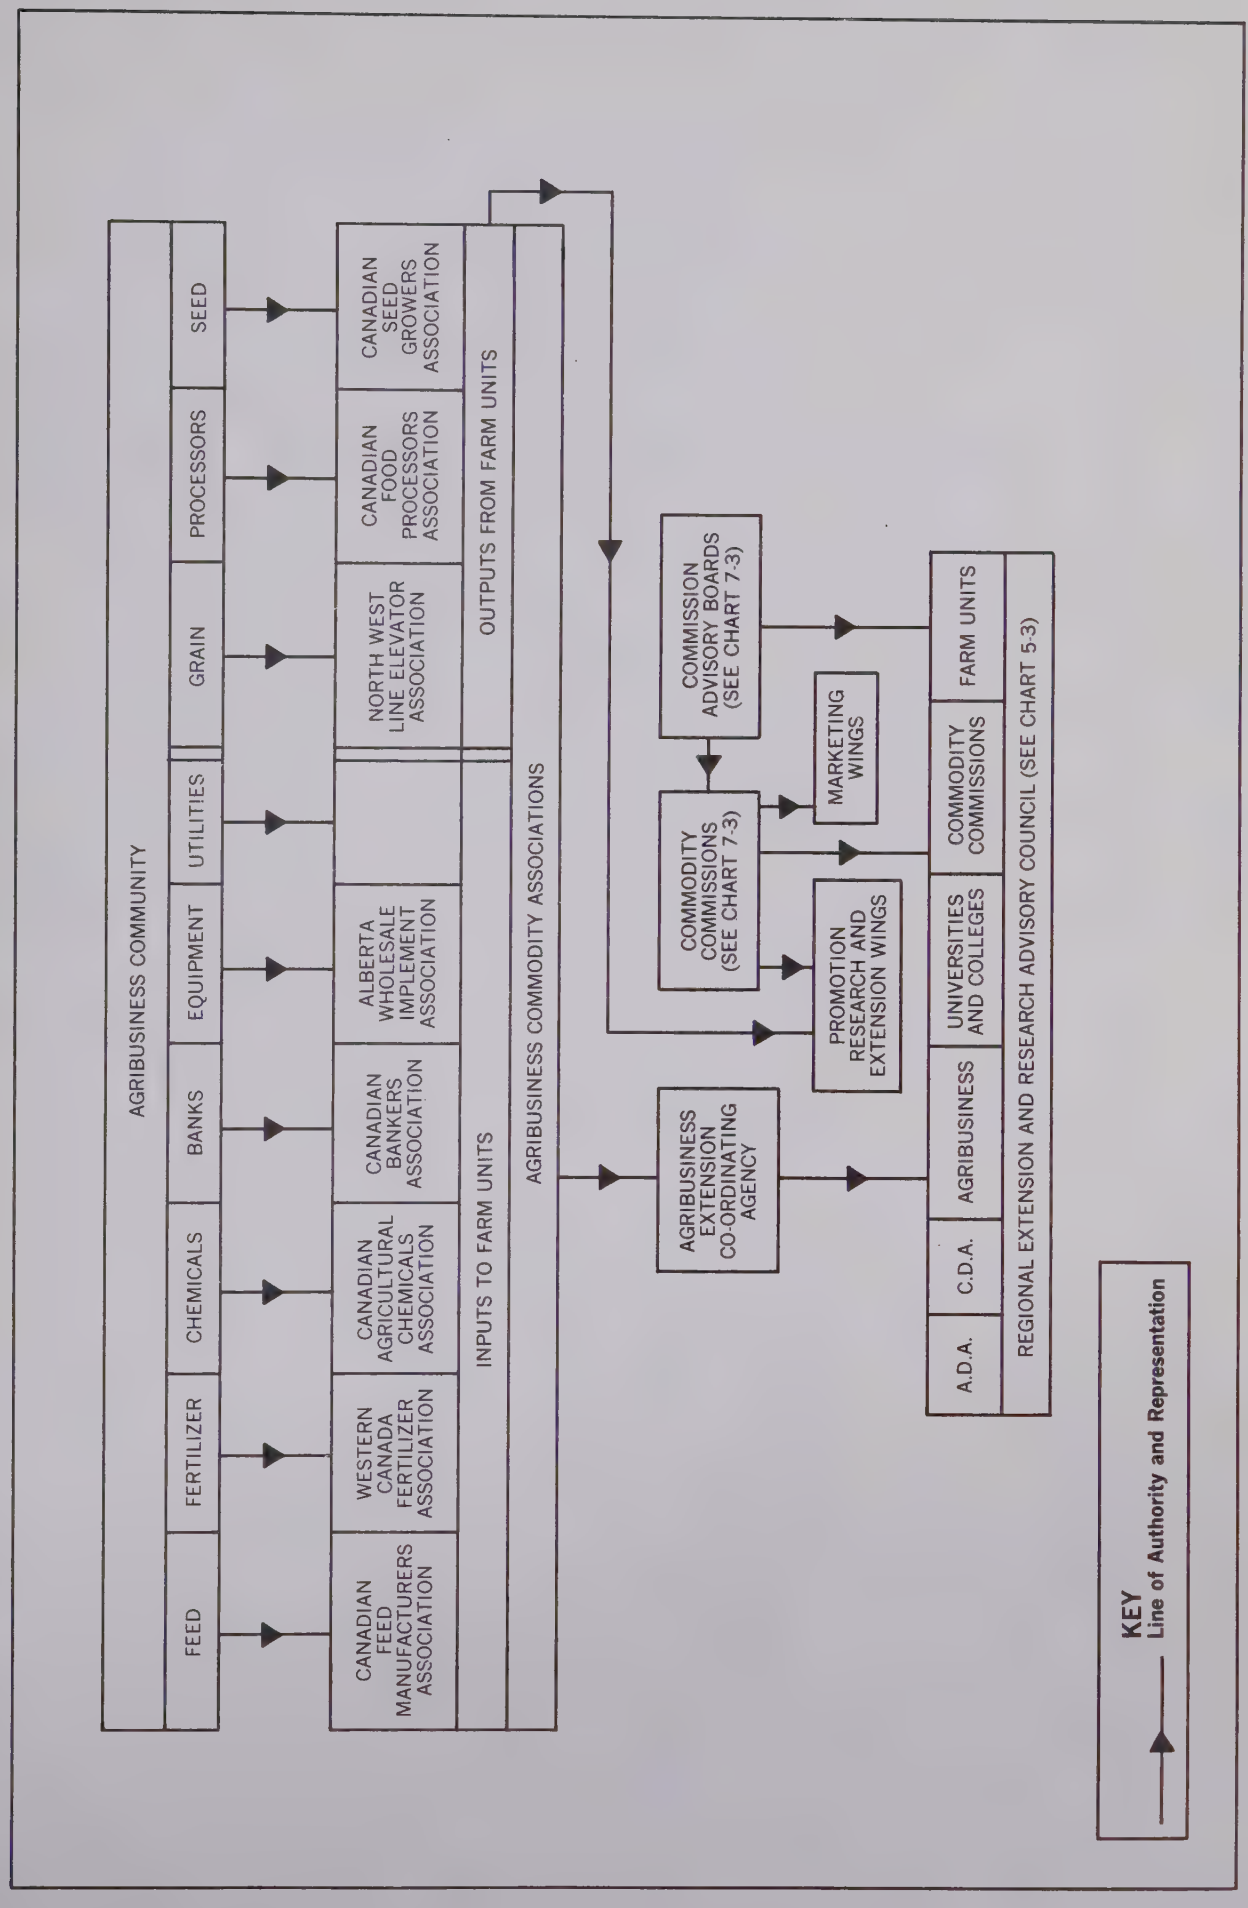 AGRIBUSINESS COMMUNITY
FEED
FERTILIZER
CHEMICALS
BANKS
EQUIPMENT
UTILITIES
GRAIN
PROCESSORS
SEED
CANADIAN
FEED
MANUFACTURERS
ASSOCIATION
WESTERN
CANADA
FERTILIZER
ASSOCIATION
CANADIAN
AGRICULTURAL
CHEMICALS
ASSOCIATION
CANADIAN
BANKERS
ASSOCIATION
ALBERTA
WHOLESALE
IMPLEMENT
ASSOCIATION
NORTH WEST
LINE ELEVATOR
ASSOCIATION
CANADIAN
FOOD
PROCESSORS
ASSOCIATION
CANADIAN
SEED
GROWERS
ASSOCIATION
INPUTS TO FARM UNITS
OUTPUTS FROM FARM UNITS
AGRIBUSINESS COMMODITY ASSOCIATIONS
AGRIBUSINESS
EXTENSION
CO-ORDINATING
AGENCY
COMMODITY
COMMISSIONS
(SEE CHART 7-3)
COMMISSION
ADVISORY BOARDS
(SEE CHART 7-3)
PROMOTION
RESEARCH AND
EXTENSION WINGS
MARKETING
WINGS
A.D.A.
C.D.A.
AGRIBUSINESS
UNIVERSITIES
AND COLLEGES
COMMODITY
COMMISSIONS
FARM UNITS
REGIONAL EXTENSION AND RESEARCH ADVISORY COUNCIL (SEE CHART 5-3)
KEY
Line of Authority and Representation